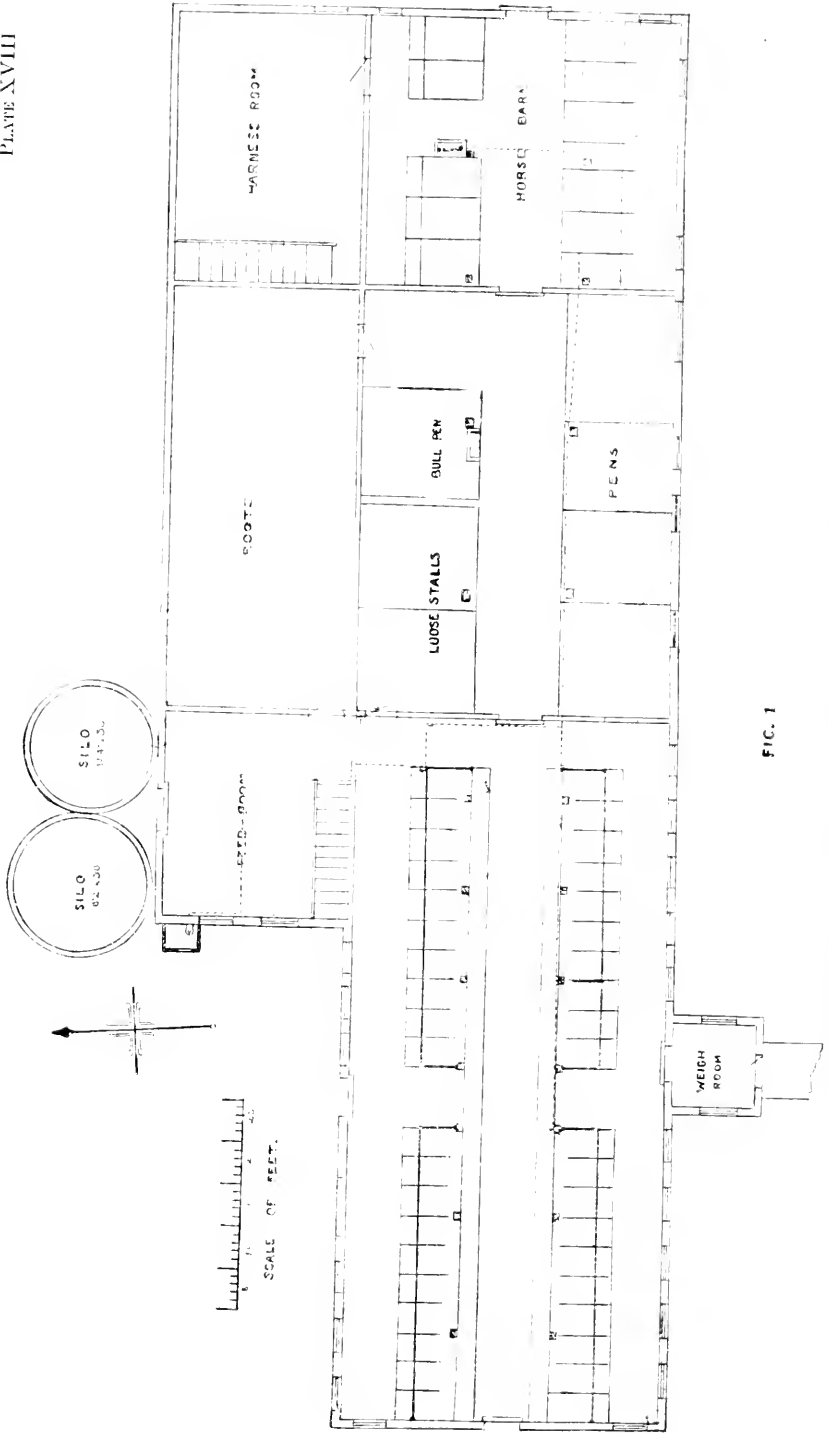 PLATE XVIII
HARNESS ROOM
HORSE BARN
ROOTS
BULL PEN
LOOSE STALLS
PENS
FEED-ROOM
SILO
SILO
WEIGH
ROOM
SCALE OF FEET.
FIG. 1